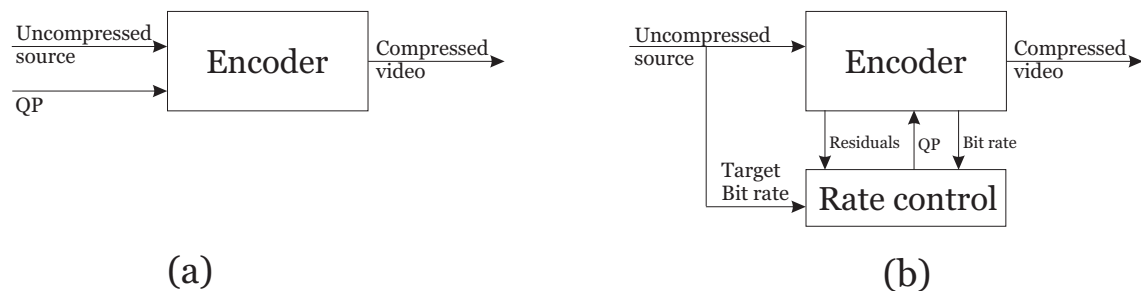 Uncompressed
source
QP
Encoder
Compressed
video
(a)
Uncompressed
source
Encoder
Compressed
video
Residuals
QP
Bit rate
Target
Bit rate
Rate control
(b)